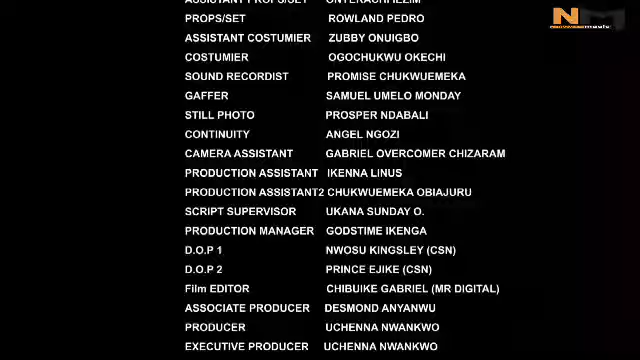 NM
PROPS/SET ROWLAND PEDRO
ASSISTANT COSTUMIER ZUBBY ONUIGBO
COSTUMIER OGOCHUKWU OKECHI
SOUND RECORDIST PROMISE CHUKWUEMEKA
GAFFER SAMUEL UMELO MONDAY
STILL PHOTO PROSPER NDABALI
CONTINUITY ANGEL NGOZI
CAMERA ASSISTANT GABRIEL OVERCOMER CHIZARAM
PRODUCTION ASSISTANT IKENNA LINUS
PRODUCTION ASSISTANT2 CHUKWUEMEKA OBIAJURU
SCRIPT SUPERVISOR UKANA SUNDAY O.
PRODUCTION MANAGER GODSTIME IKENGA
D.O.P 1 NWOSU KINGSLEY (CSN)
D.O.P 2 PRINCE EJIKE (CSN)
Film EDITOR CHIBUIKE GABRIEL (MR DIGITAL)
ASSOCIATE PRODUCER DESMOND ANYANWU
PRODUCER UCHENNA NWANKWO
EXECUTIVE PRODUCER UCHENNA NWANKWO